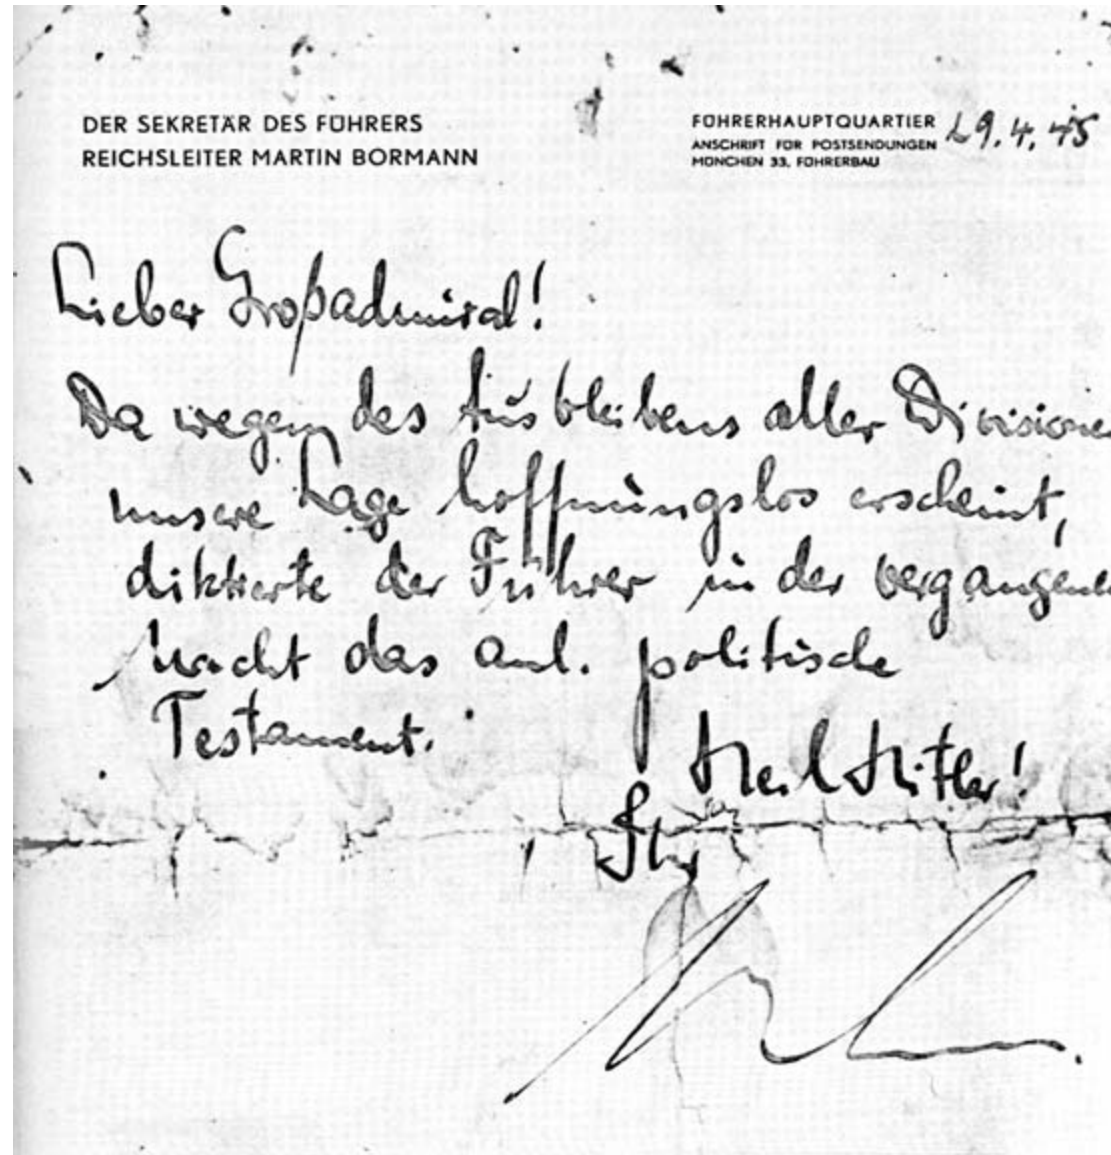 DER SEKRETÄR DES FÜHRERS
REICHSLEITER MARTIN BORMANN
FÜHRERHAUPTQUARTIER 29.4.45
ANSCHRIFT FÜR POSTSENDUNGEN
MÜNCHEN 33, FÜHRERBAU
Lieber Großadmiral!
Da wegen des Ausbleibens aller Divisionen
unsere Lage hoffnungslos erscheint,
diktierte der Führer in der vergangenen
Nacht das anl. politische
Testament.
Heil Hitler!
Ihr